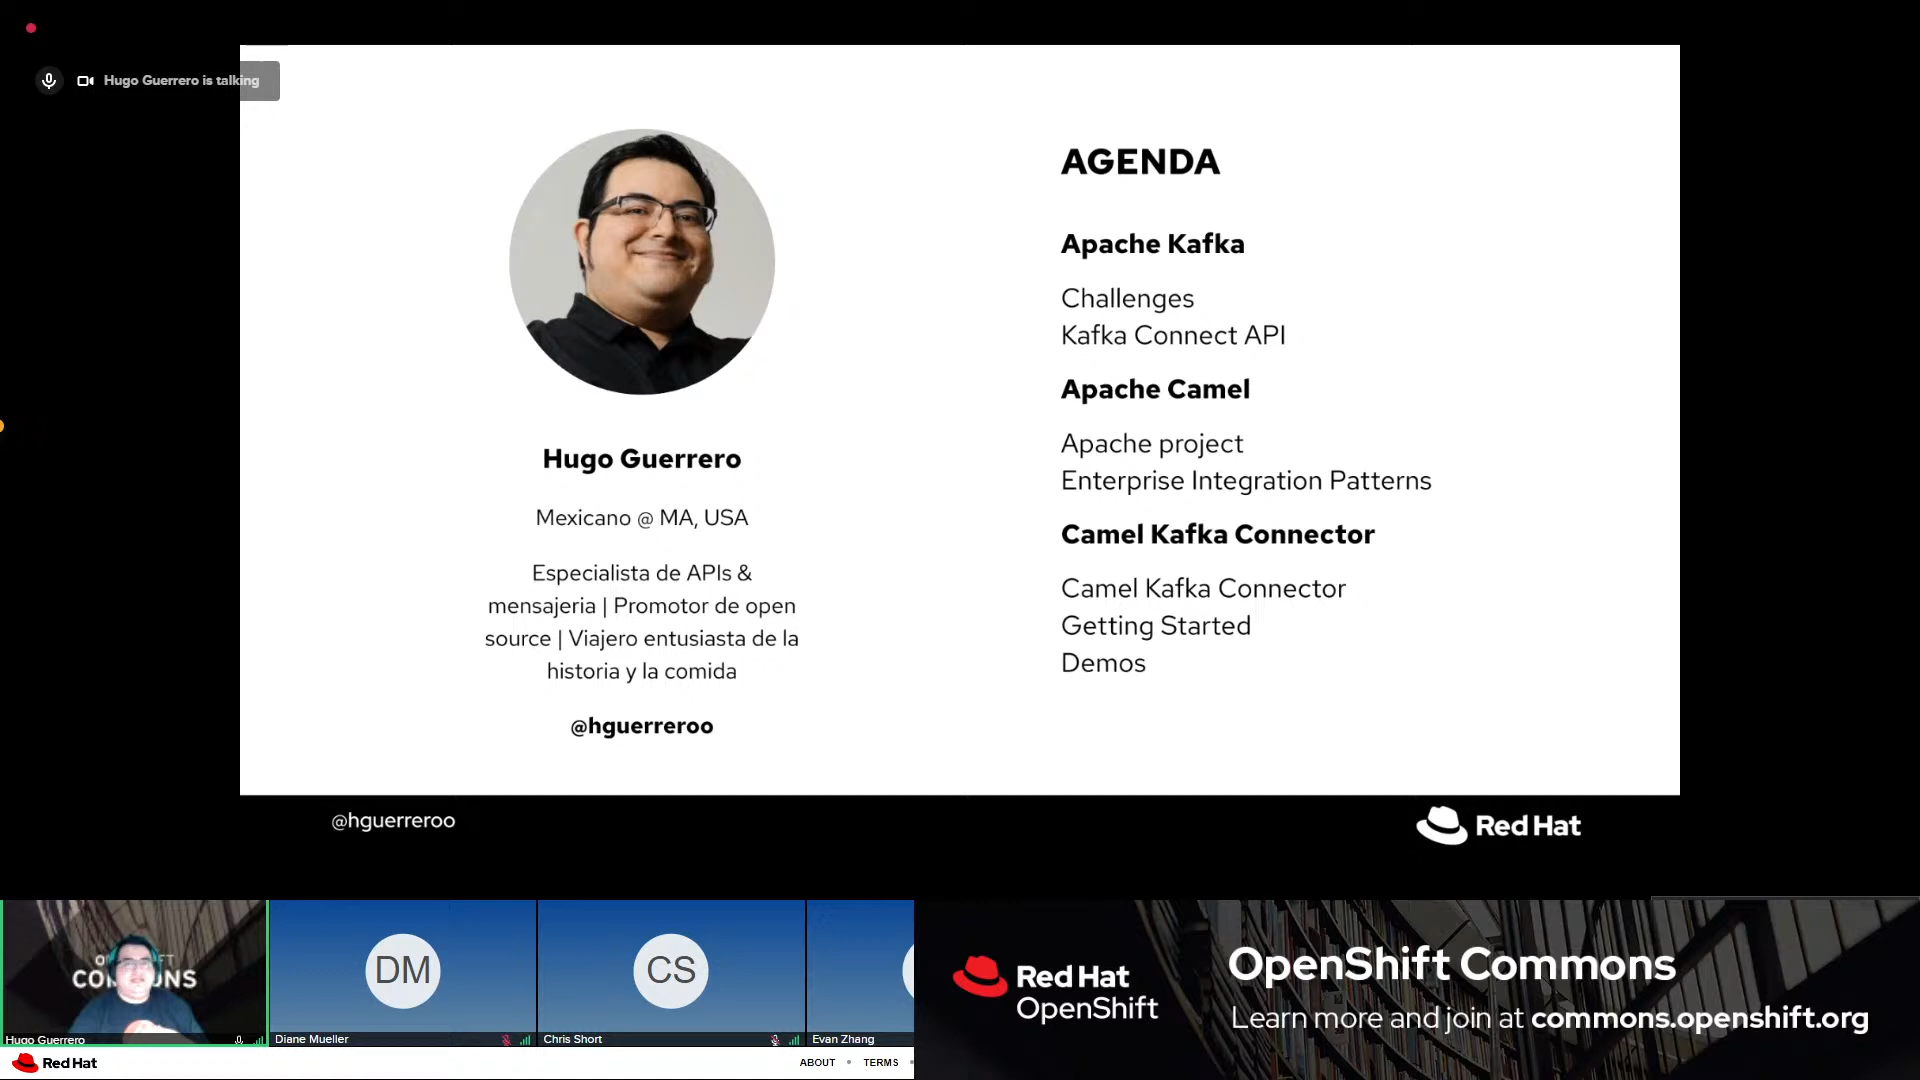 Hugo Guerrero is talking
Hugo Guerrero
Mexicano @ MA, USA
Especialista de APIs &
mensajeria | Promotor de open
source | Viajero entusiasta de la
historia y la comida
@hguerreroo
AGENDA
Apache Kafka
Challenges
Kafka Connect API
Apache Camel
Apache project
Enterprise Integration Patterns
Camel Kafka Connector
Camel Kafka Connector
Getting Started
Demos
@hguerreroo
Red Hat
COMMONS
Hugo Guerrero
DM
Diane Mueller
CS
Chris Short
Evan Zhang
Red Hat
ABOUT • TERMS
Red Hat
OpenShift
OpenShift Commons
Learn more and join at commons.openshift.org